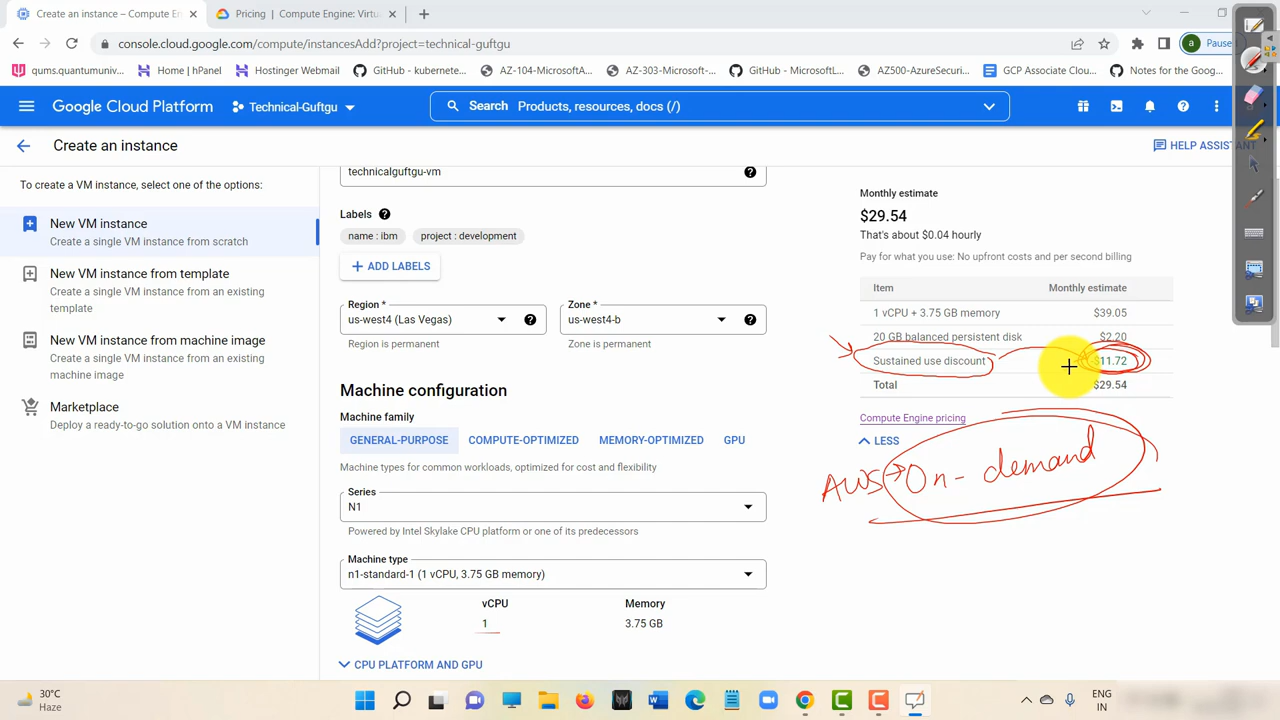 Create an instance – Compute En
Pricing | Compute Engine: Virtu
console.cloud.google.com/compute/instancesAdd?project=technical-guftgu
Paused
qums.quantumuniv...
Home | hPanel
Hostinger Webmail
GitHub - kubernete...
AZ-104-MicrosoftA...
AZ-303-Microsoft-...
GitHub - MicrosoftL...
AZ500-AzureSecuri...
GCP Associate Clou...
Notes for the Goog...
Google Cloud Platform
Technical-Guftgu
Search Products, resources, docs (/)
Create an instance
HELP ASSISTANT
To create a VM instance, select one of the options:
New VM instance
Create a single VM instance from scratch
New VM instance from template
Create a single VM instance from an existing
template
New VM instance from machine image
Create a single VM instance from an existing
machine image
Marketplace
Deploy a ready-to-go solution onto a VM instance
technicalguftgu-vm
Labels
name : ibm project : development
+ ADD LABELS
Region * Zone *
us-west4 (Las Vegas) us-west4-b
Region is permanent Zone is permanent
Machine configuration
Machine family
GENERAL-PURPOSE COMPUTE-OPTIMIZED MEMORY-OPTIMIZED GPU
Machine types for common workloads, optimized for cost and flexibility
Series
N1
Powered by Intel Skylake CPU platform or one of its predecessors
Machine type
n1-standard-1 (1 vCPU, 3.75 GB memory)
vCPU Memory
1 3.75 GB
CPU PLATFORM AND GPU
Monthly estimate
$29.54
That's about $0.04 hourly
Pay for what you use: No upfront costs and per second billing
Item Monthly estimate
1 vCPU + 3.75 GB memory $39.05
20 GB balanced persistent disk $2.20
Sustained use discount $11.72
Total $29.54
Compute Engine pricing
LESS
AWS → On-demand
30°C
Haze
ENG
IN